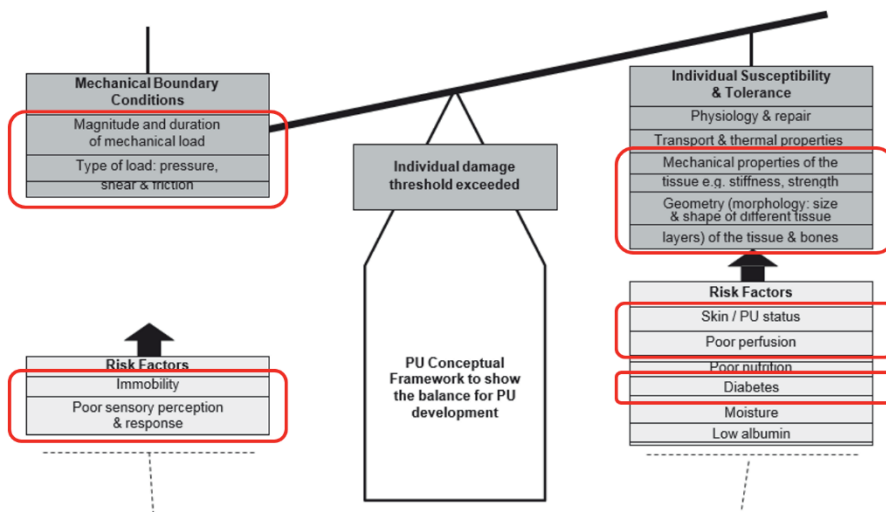 Mechanical Boundary
Conditions
Magnitude and duration
of mechanical load
Type of load: pressure,
shear & friction
Risk Factors
Immobility
Poor sensory perception
& response
Individual damage
threshold exceeded
PU Conceptual
Framework to show
the balance for PU
development
Individual Susceptibility
& Tolerance
Physiology & repair
Transport & thermal properties
Mechanical properties of the
tissue e.g. stiffness, strength
Geometry (morphology: size
& shape of different tissue
layers) of the tissue & bones
Risk Factors
Skin / PU status
Poor perfusion
Poor nutrition
Diabetes
Moisture
Low albumin